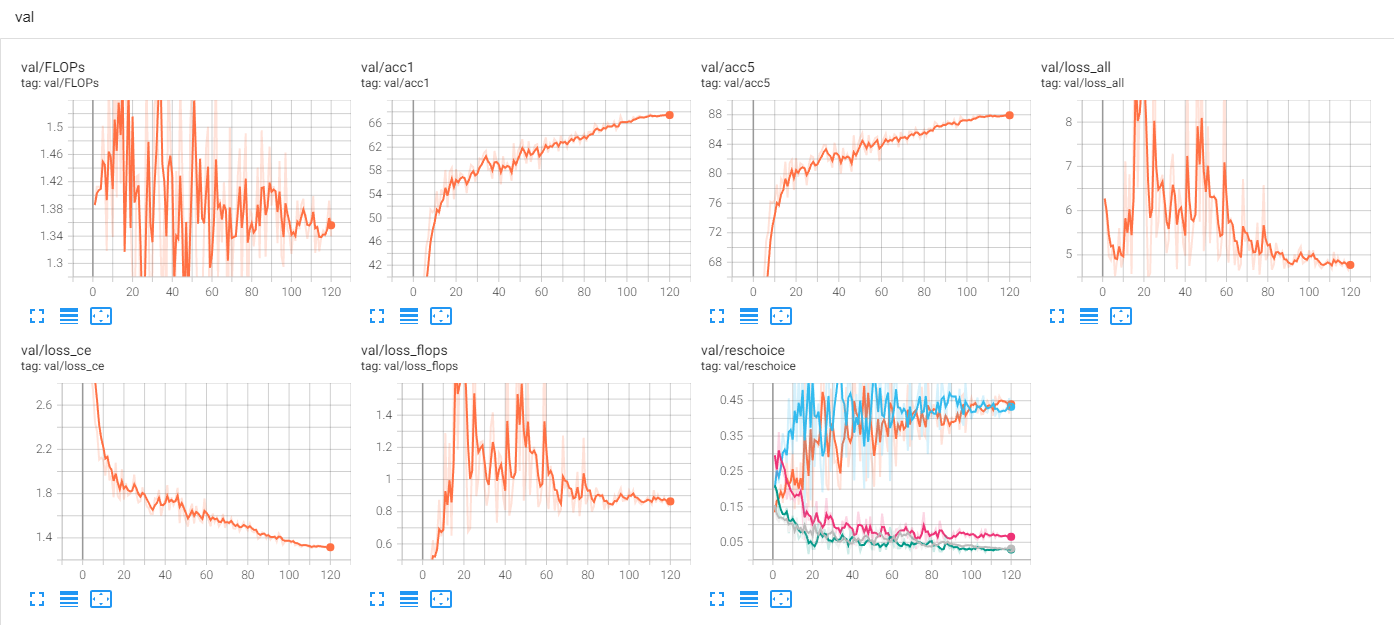 val
val/FLOPs
tag: val/FLOPs
1.5
1.46
1.42
1.38
1.34
1.3
0 20 40 60 80 100 120
val/acc1
tag: val/acc1
66
62
58
54
50
46
42
0 20 40 60 80 100 120
val/acc5
tag: val/acc5
88
84
80
76
72
68
0 20 40 60 80 100 120
val/loss_all
tag: val/loss_all
8
7
6
5
0 20 40 60 80 100 120
val/loss_ce
tag: val/loss_ce
2.6
2.2
1.8
1.4
0 20 40 60 80 100 120
val/loss_flops
tag: val/loss_flops
1.4
1.2
1
0.8
0.6
0 20 40 60 80 100 120
val/reschoice
tag: val/reschoice
0.45
0.35
0.25
0.15
0.05
0 20 40 60 80 100 120